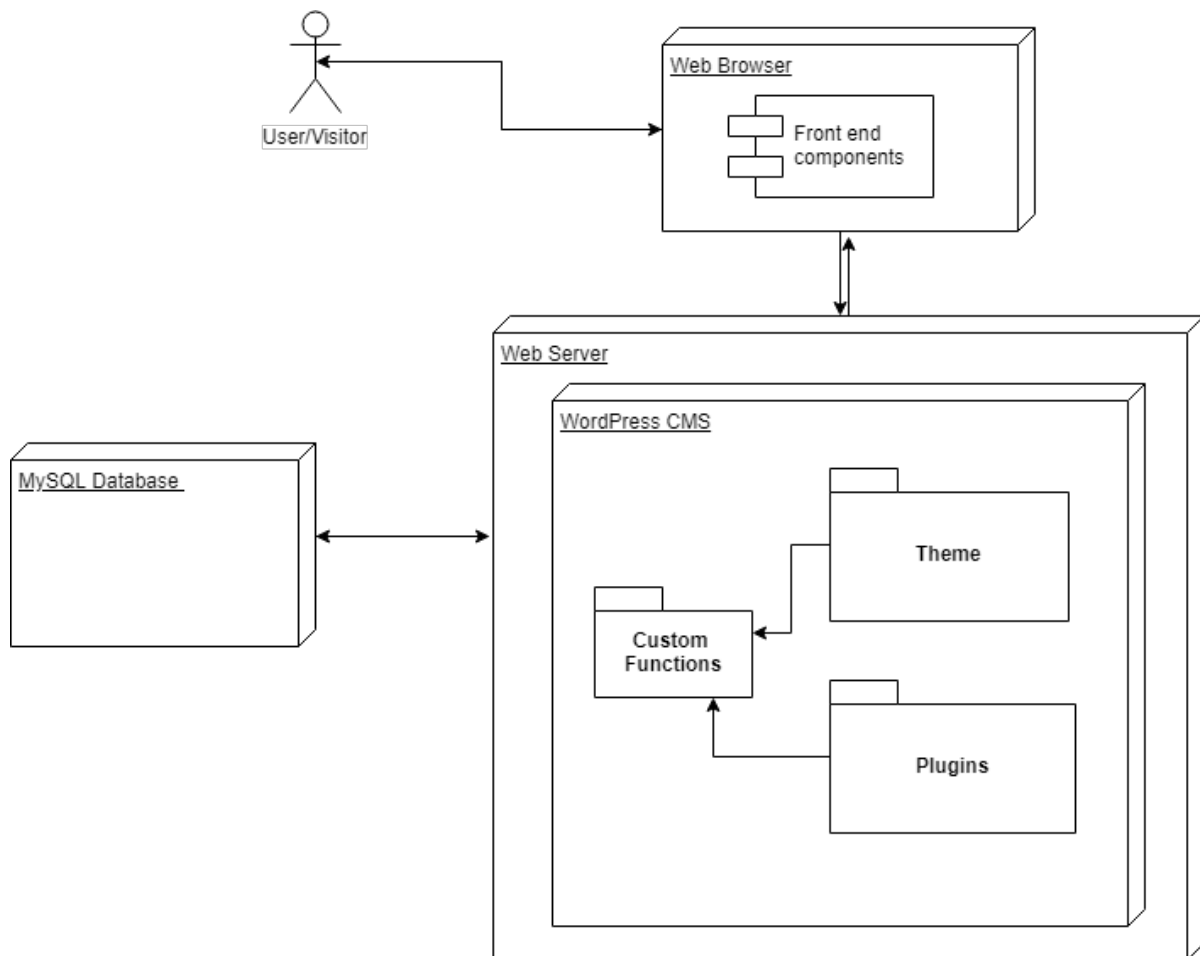 User/Visitor
Web Browser
Front end
components
Web Server
WordPress CMS
MySQL Database
Theme
Custom
Functions
Plugins